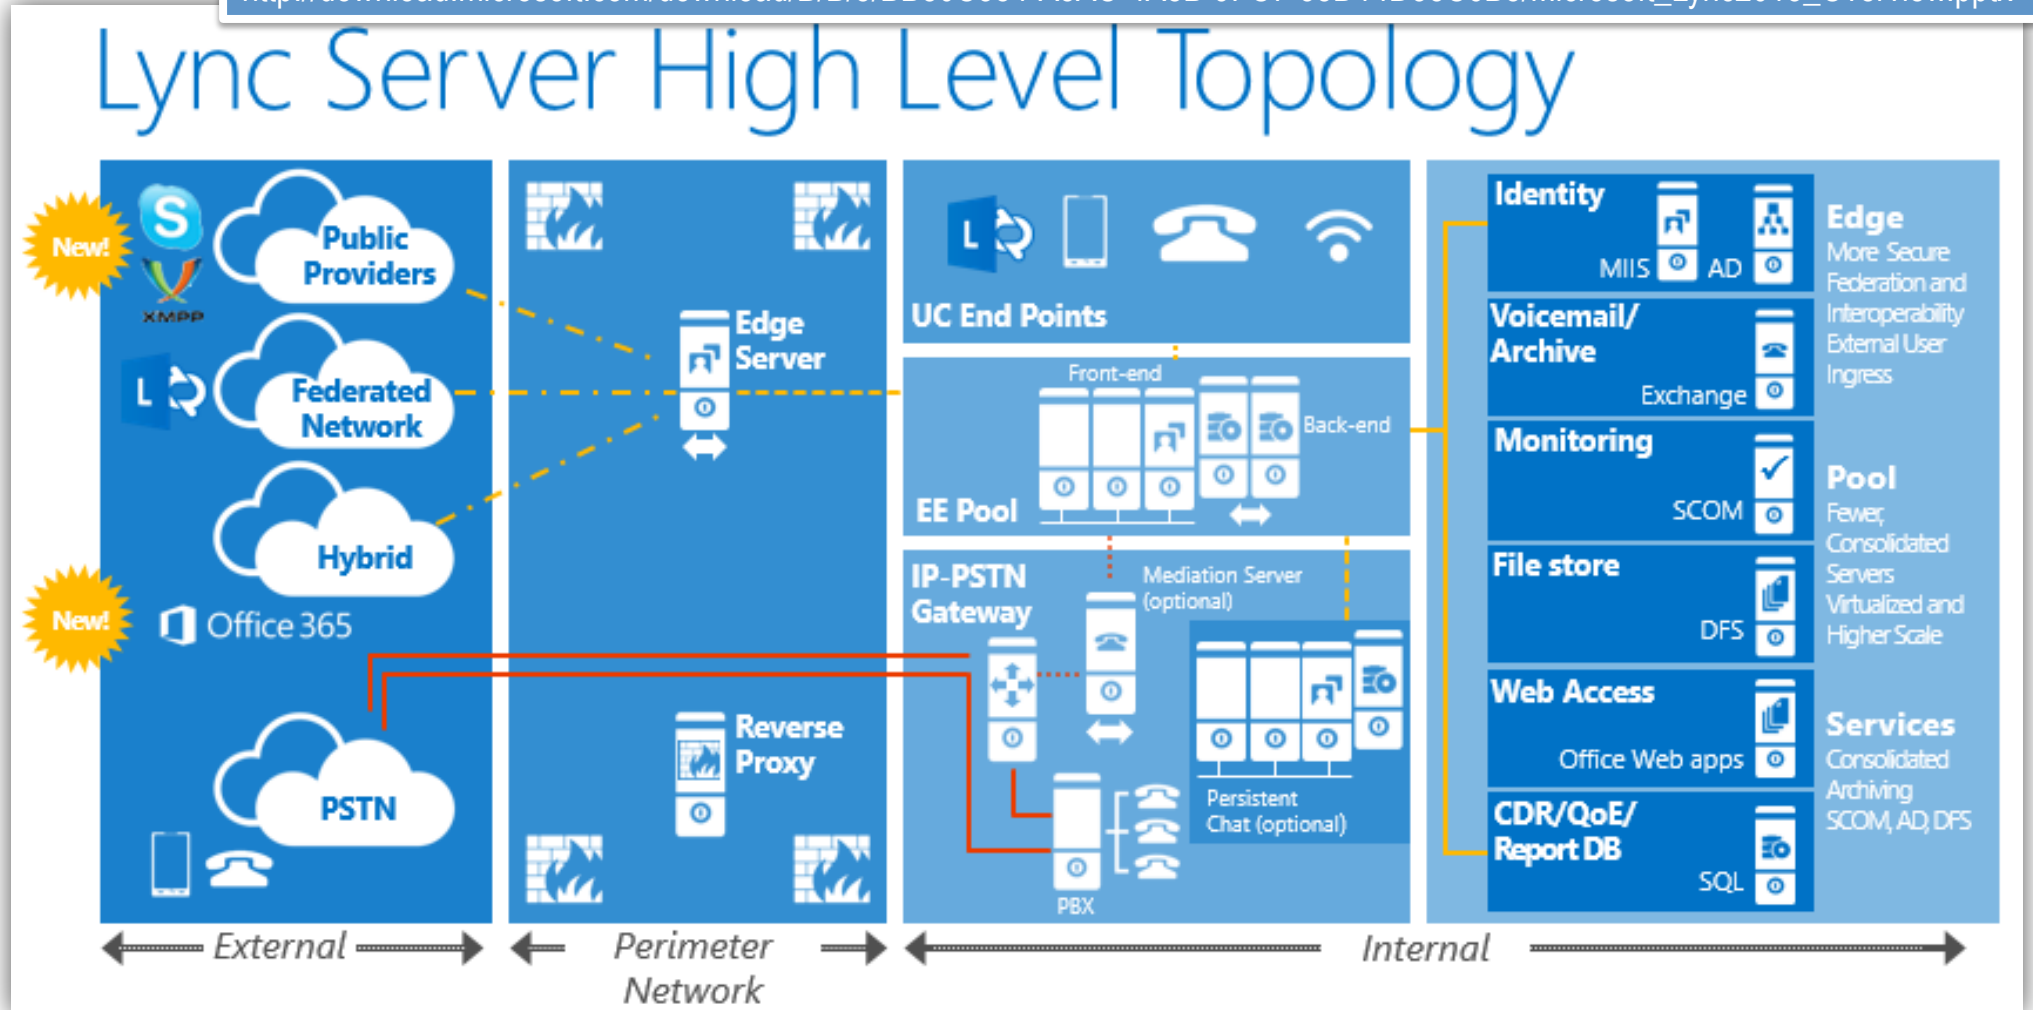 Lync Server High Level Topology
New!
S
XMPP
Public
Providers
L
Federated
Network
Hybrid
New!
Office 365
PSTN
Edge
Server
Reverse
Proxy
L
UC End Points
Front-end
Back-end
EE Pool
IP-PSTN
Gateway
Mediation Server
(optional)
Persistent
Chat (optional)
PBX
Identity
MIIS
AD
Voicemail/
Archive
Exchange
Monitoring
SCOM
File store
DFS
Web Access
Office Web apps
CDR/QoE/
Report DB
SQL
Edge
More Secure
Federation and
Interoperability
External User
Ingress
Pool
Fewer,
Consolidated
Servers
Virtualized and
Higher Scale
Services
Consolidated
Archiving
SCOM, AD, DFS
External
Perimeter
Network
Internal